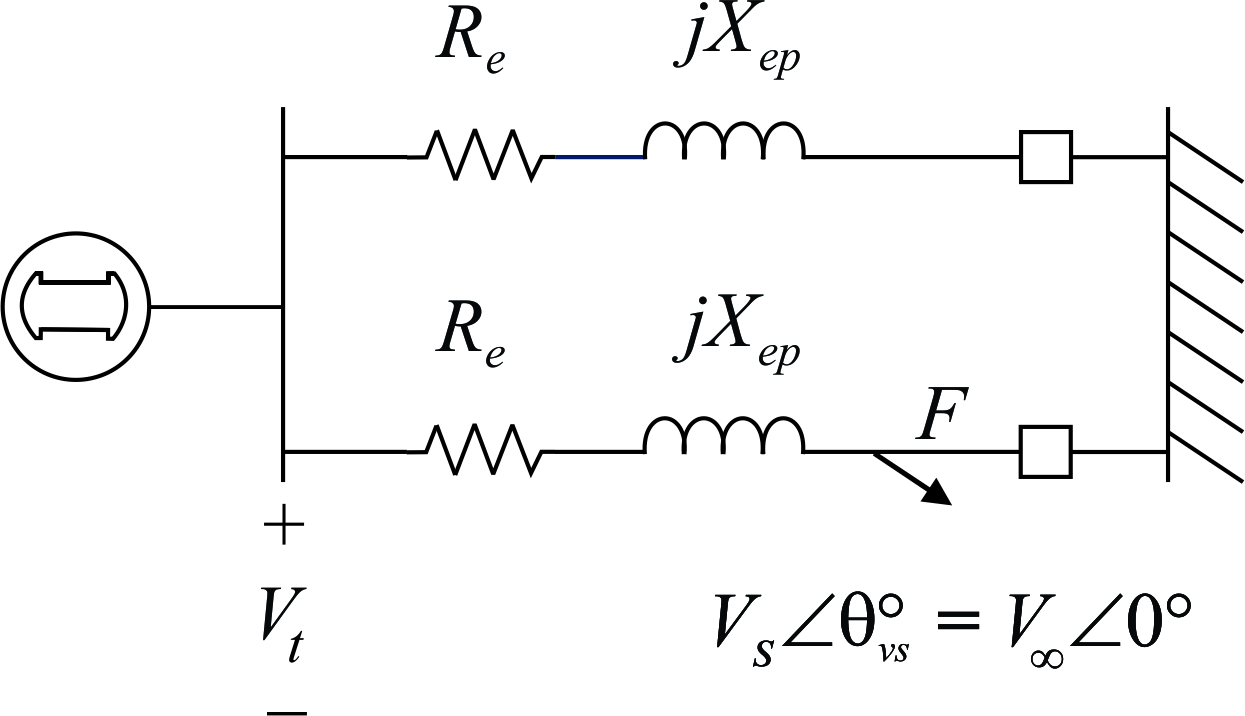 R_e jX_ep
R_e jX_ep
F
+
V_t
−
V_s∠θ°_vs = V_∞∠0°